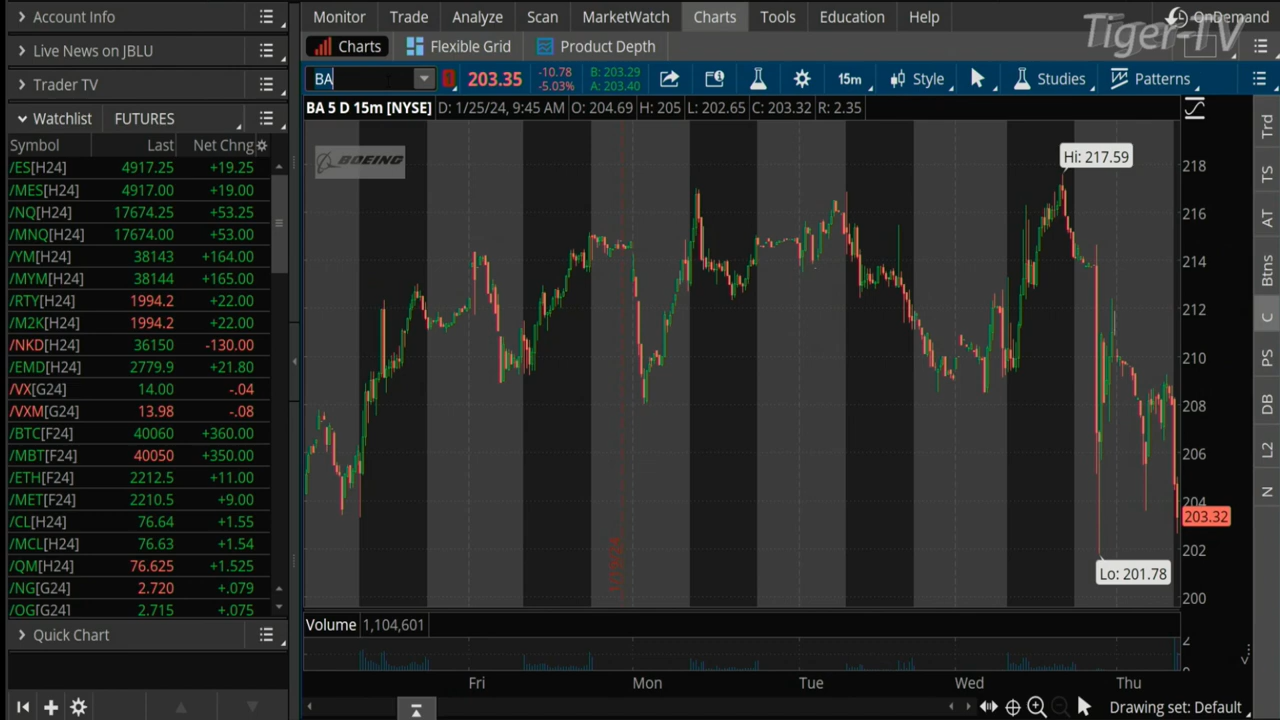 Account Info
Live News on JBLU
Trader TV
Watchlist FUTURES
Symbol Last Net Chng
/ES[H24] 4917.25 +19.25
/MES[H24] 4917.00 +19.00
/NQ[H24] 17674.25 +53.25
/MNQ[H24] 17674.00 +53.00
/YM[H24] 38143 +164.00
/MYM[H24] 38144 +165.00
/RTY[H24] 1994.2 +22.00
/M2K[H24] 1994.2 +22.00
/NKD[H24] 36150 -130.00
/EMD[H24] 2779.9 +21.80
/VX[G24] 14.00 -.04
/VXM[G24] 13.98 -.08
/BTC[F24] 40060 +360.00
/MBT[F24] 40050 +350.00
/ETH[F24] 2212.5 +11.00
/MET[F24] 2210.5 +9.00
/CL[H24] 76.64 +1.55
/MCL[H24] 76.63 +1.54
/QM[H24] 76.625 +1.525
/NG[G24] 2.720 +.079
/QG[G24] 2.715 +.075
Quick Chart
Monitor Trade Analyze Scan MarketWatch Charts Tools Education Help OnDemand
Tiger-TV
Charts Flexible Grid Product Depth
BA 203.35 -10.78 B: 203.29 15m Style Studies Patterns
-5.03% A: 203.40
BA 5 D 15m [NYSE] D: 1/25/24, 9:45 AM O: 204.69 H: 205 L: 202.65 C: 203.32 R: 2.35
BOEING
Hi: 217.59
218
216
214
212
210
208
206
204
203.32
202
Lo: 201.78
200
Volume 1,104,601
2
0
Fri Mon Tue Wed Thu
Drawing set: Default
Trd
TS
AT
Btns
C
PS
DB
L2
N